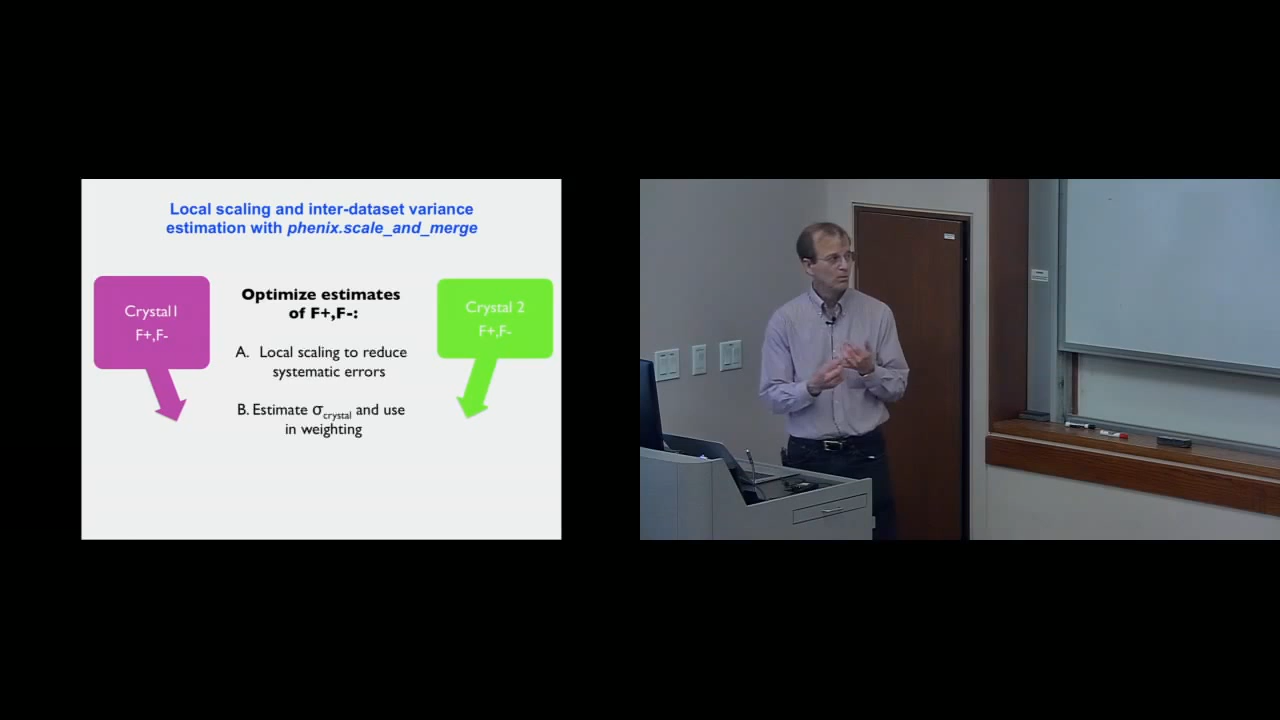 Local scaling and inter-dataset variance
estimation with phenix.scale_and_merge
Crystal1
F+,F-
Optimize estimates
of F+,F-:
Crystal 2
F+,F-
A. Local scaling to reduce
systematic errors
B. Estimate σcrystal and use
in weighting